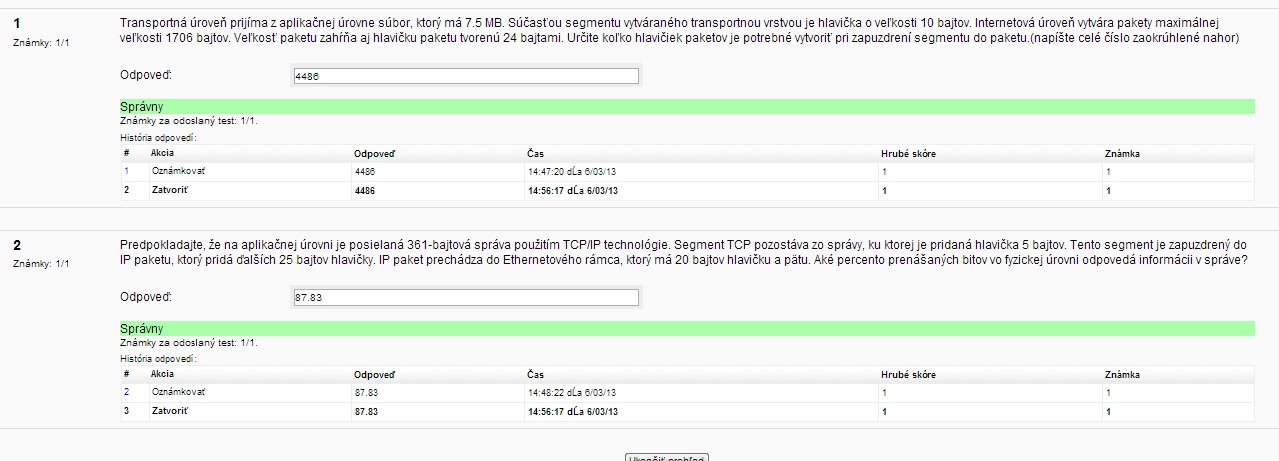 1
Známky: 1/1
Transportná úroveň prijíma z aplikačnej úrovne súbor, ktorý má 7.5 MB. Súčasťou segmentu vytváraného transportnou vrstvou je hlavička o veľkosti 10 bajtov. Internetová úroveň vytvára pakety maximálnej
veľkosti 1706 bajtov. Veľkosť paketu zahŕňa aj hlavičku paketu tvorenú 24 bajtami. Určite koľko hlavičiek paketov je potrebné vytvoriť pri zapuzdrení segmentu do paketu.(napíšte celé číslo zaokrúhlené nahor)
Odpoveď: 4486
Správny
Známky za odoslaný test: 1/1.
História odpovedí:
# Akcia Odpoveď Čas Hrubé skóre Známka
1 Oznámkovať 4486 14:47:20 dĹa 6/03/13 1 1
2 Zatvoriť 4486 14:56:17 dĹa 6/03/13 1 1
2
Známky: 1/1
Predpokladajte, že na aplikačnej úrovni je posielaná 361-bajtová správa použitím TCP/IP technológie. Segment TCP pozostáva zo správy, ku ktorej je pridaná hlavička 5 bajtov. Tento segment je zapuzdrený do
IP paketu, ktorý pridá ďalších 25 bajtov hlavičky. IP paket prechádza do Ethernetového rámca, ktorý má 20 bajtov hlavičku a pätu. Aké percento prenášaných bitov vo fyzickej úrovni odpovedá informácii v správe?
Odpoveď: 87.83
Správny
Známky za odoslaný test: 1/1.
História odpovedí:
# Akcia Odpoveď Čas Hrubé skóre Známka
2 Oznámkovať 87.83 14:48:22 dĹa 6/03/13 1 1
3 Zatvoriť 87.83 14:56:17 dĹa 6/03/13 1 1